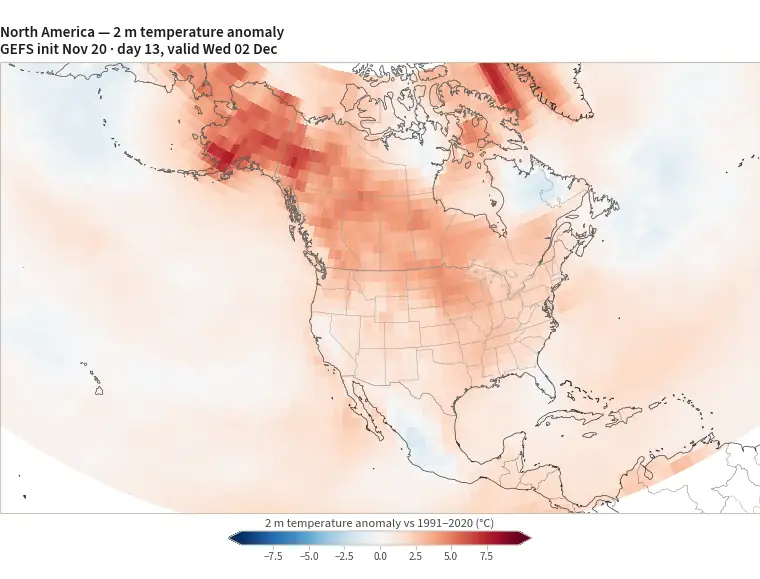 North America — 2 m temperature anomaly
GEFS init Nov 20 · day 13, valid Wed 02 Dec
2 m temperature anomaly vs 1991−2020 (°C)
−7.5 −5.0 −2.5 0.0 2.5 5.0 7.5